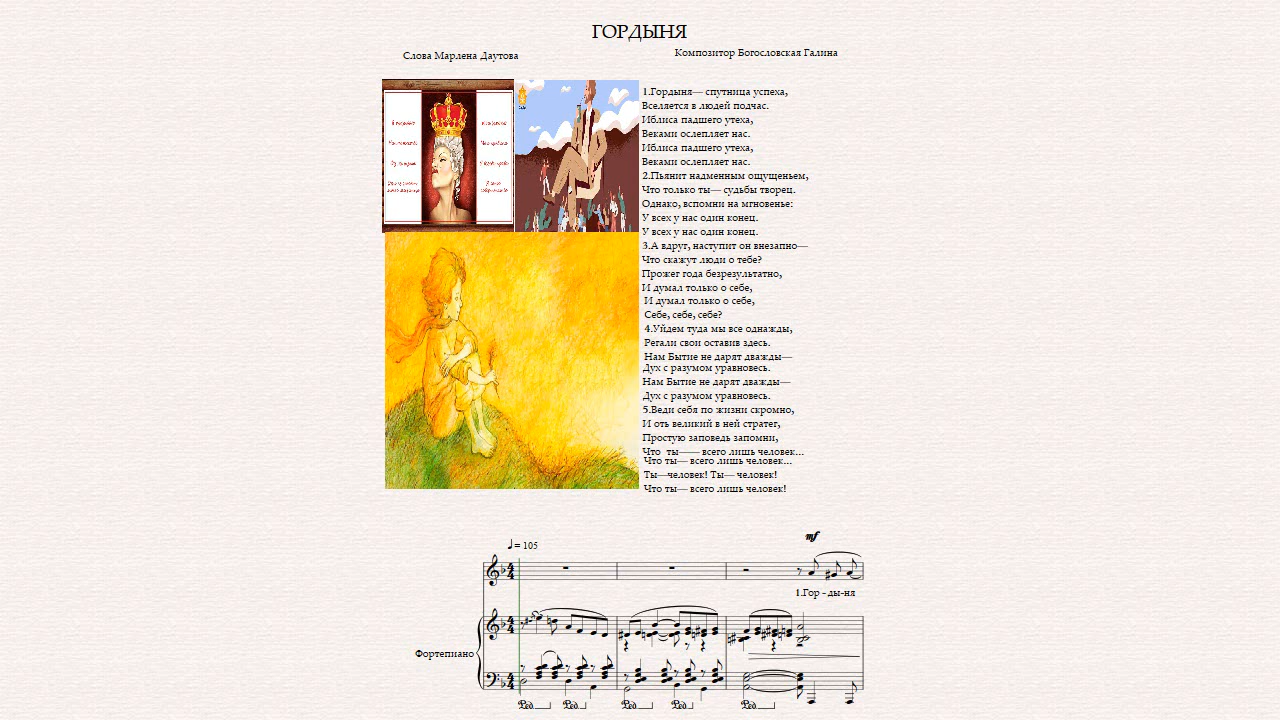 ГОРДЫНЯ
Слова Марлена Даутова
Композитор Богословская Галина
1.Гордыня— спутница успеха,
Вселяется в людей подчас.
Иблиса падшего утеха,
Веками ослепляет нас.
Иблиса падшего утеха,
Веками ослепляет нас.
2.Пьянит надменным ощущеньем,
Что только ты— судьбы творец.
Однако, вспомни на мгновенье:
У всех у нас один конец.
У всех у нас один конец.
3.А вдруг, наступит он внезапно—
Что скажут люди о тебе?
Прожег года безрезультатно,
И думал только о себе,
И думал только о себе,
Себе, себе, себе?
4.Уйдем туда мы все однажды,
Регали свои оставив здесь.
Нам Бытие не дарят дважды—
Дух с разумом уравновесь.
Нам Бытие не дарят дважды—
Дух с разумом уравновесь.
5.Веди себя по жизни скромно,
И оть великий в ней стратег,
Простую заповедь запомни,
Что ты—— всего лишь человек...
Что ты— всего лишь человек...
Ты—человек! Ты— человек!
Что ты— всего лишь человек!
mf
= 105
1.Гор - ды-ня
Фортепиано